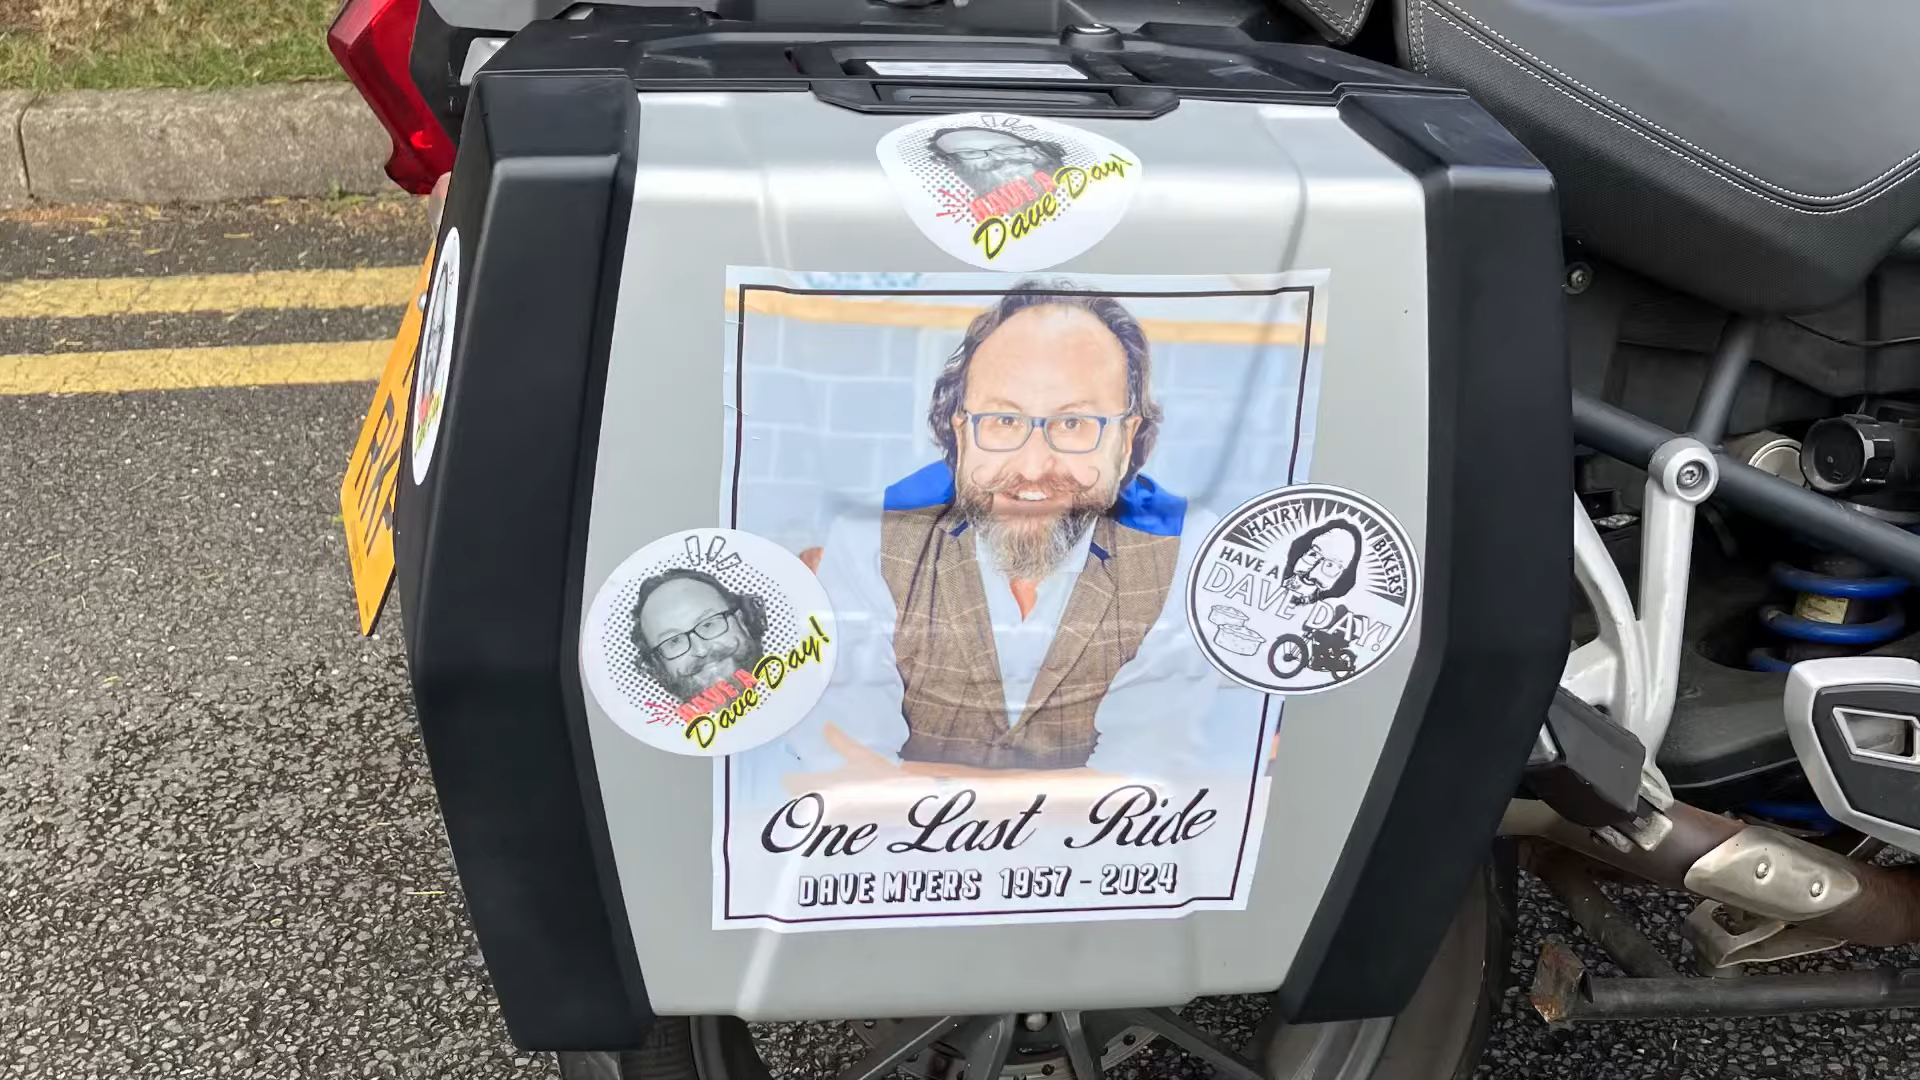 HAVE A
Dave Day!
HAIRY BIKERS
HAVE A
DAVE DAY!
HAVE A
Dave Day!
One Last Ride
DAVE MYERS 1957 - 2024